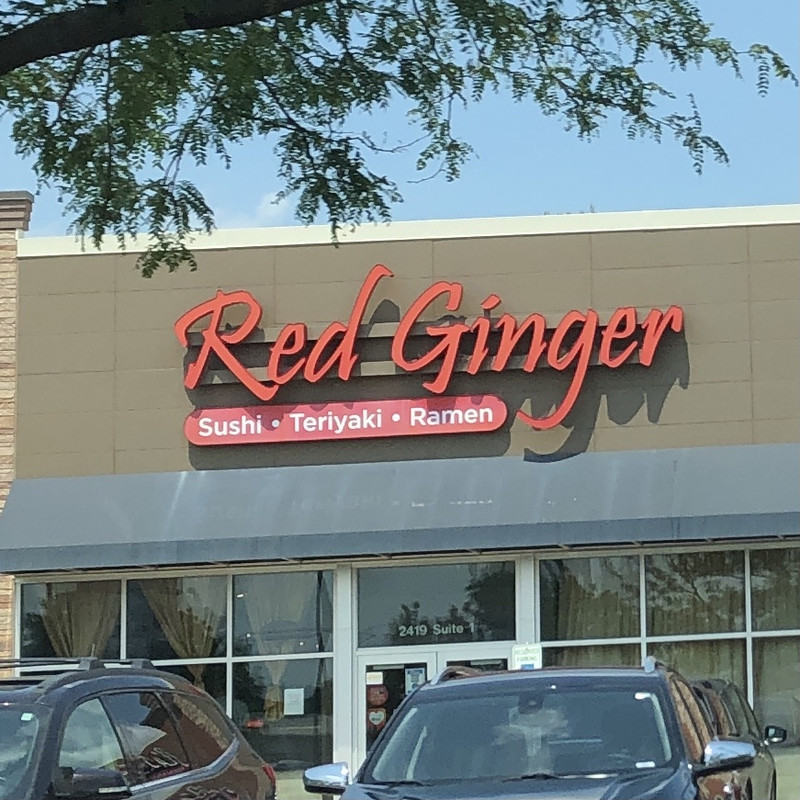 Red Ginger
Sushi • Teriyaki • Ramen
2419 Suite 1